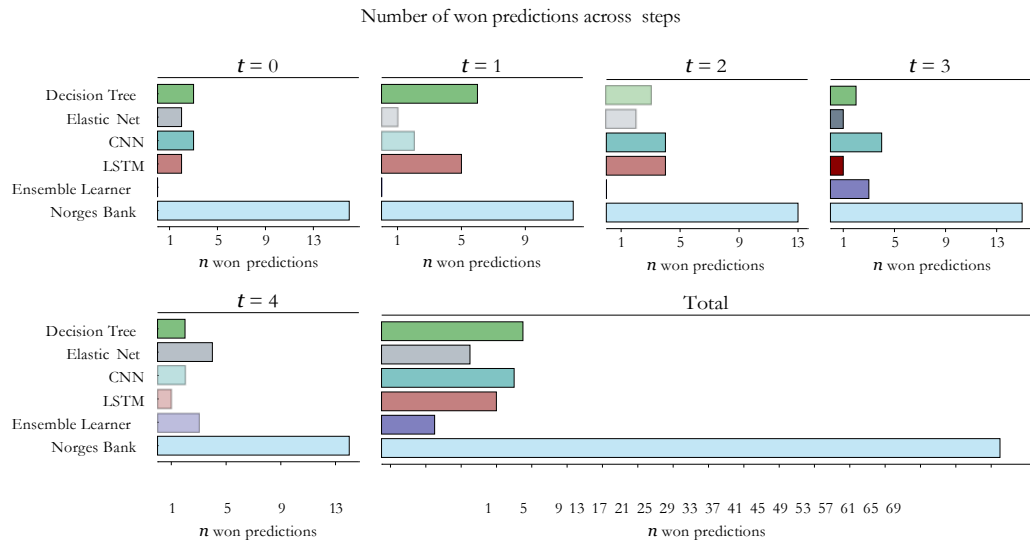 Number of won predictions across steps
t = 0
t = 1
t = 2
t = 3
Decision Tree
Elastic Net
CNN
LSTM
Ensemble Learner
Norges Bank
1 5 9 13
1 5 9
1 5 9 13
1 5 9 13
n won predictions
n won predictions
n won predictions
n won predictions
t = 4
Total
Decision Tree
Elastic Net
CNN
LSTM
Ensemble Learner
Norges Bank
1 5 9 13
1 5 9 13 17 21 25 29 33 37 41 45 49 53 57 61 65 69
n won predictions
n won predictions